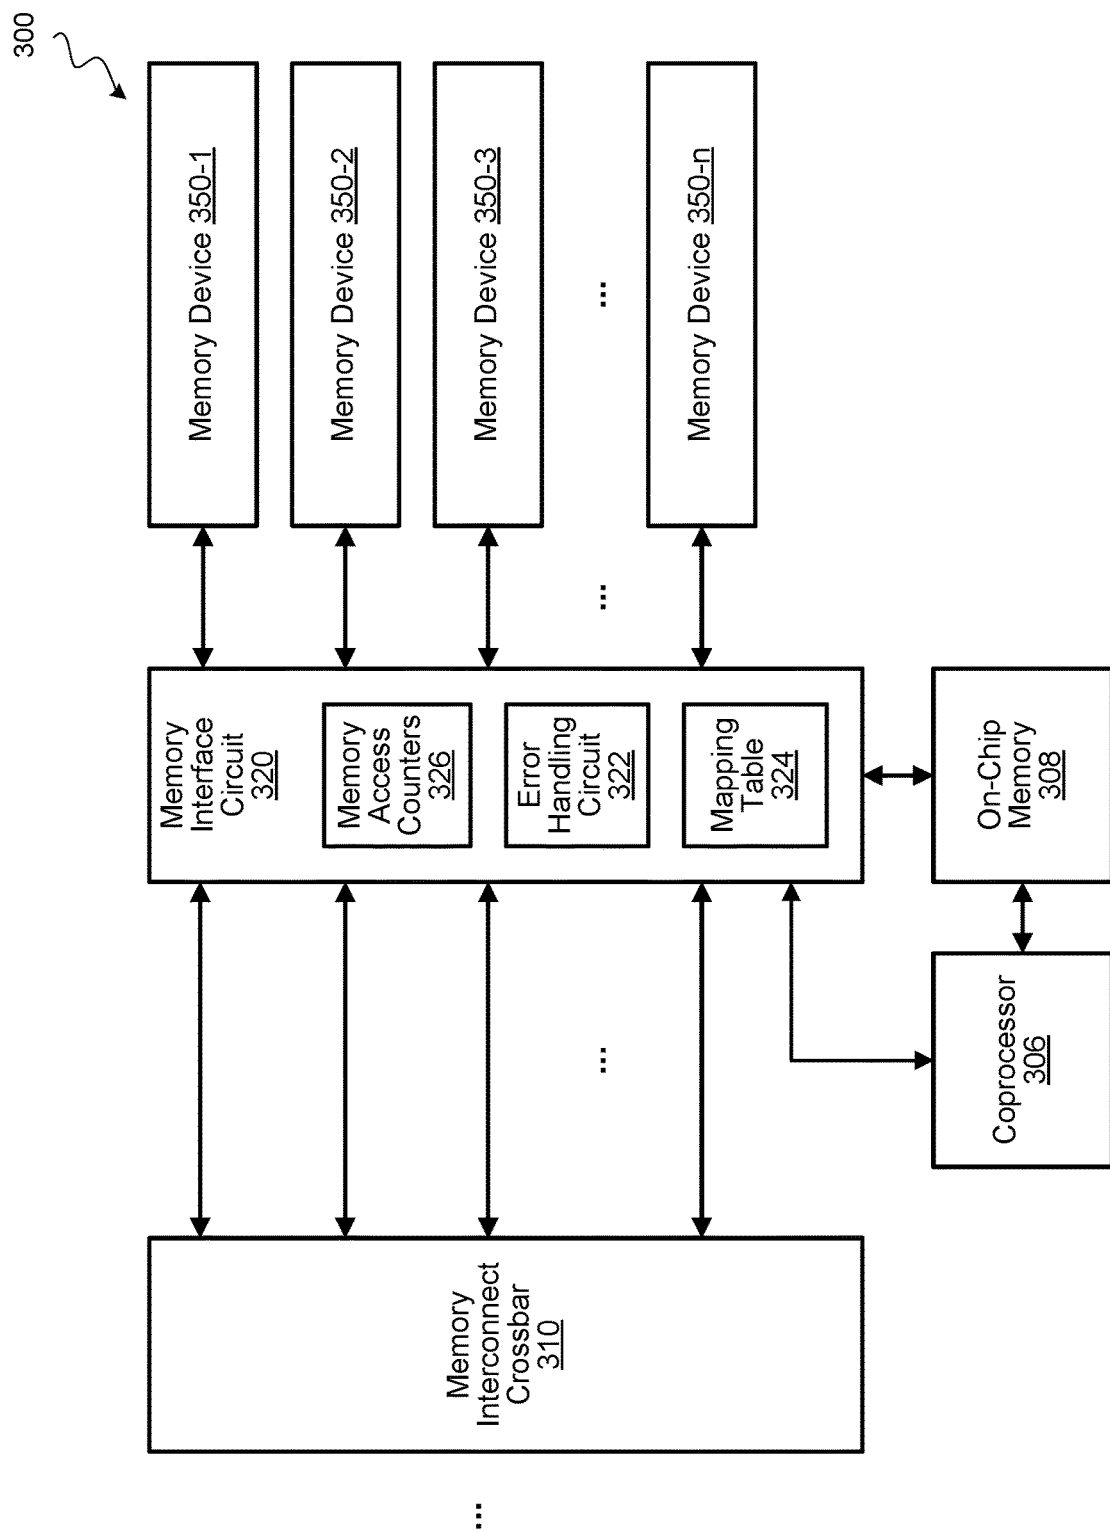 300
Memory Device 350-1
Memory Device 350-2
Memory Device 350-3
...
Memory Device 350-n
...
Memory
Interface
Circuit
320
Memory
Access
Counters
326
Error
Handling
Circuit
322
Mapping
Table
324
On-Chip
Memory
308
...
Coprocessor
306
Memory
Interconnect
Crossbar
310
...